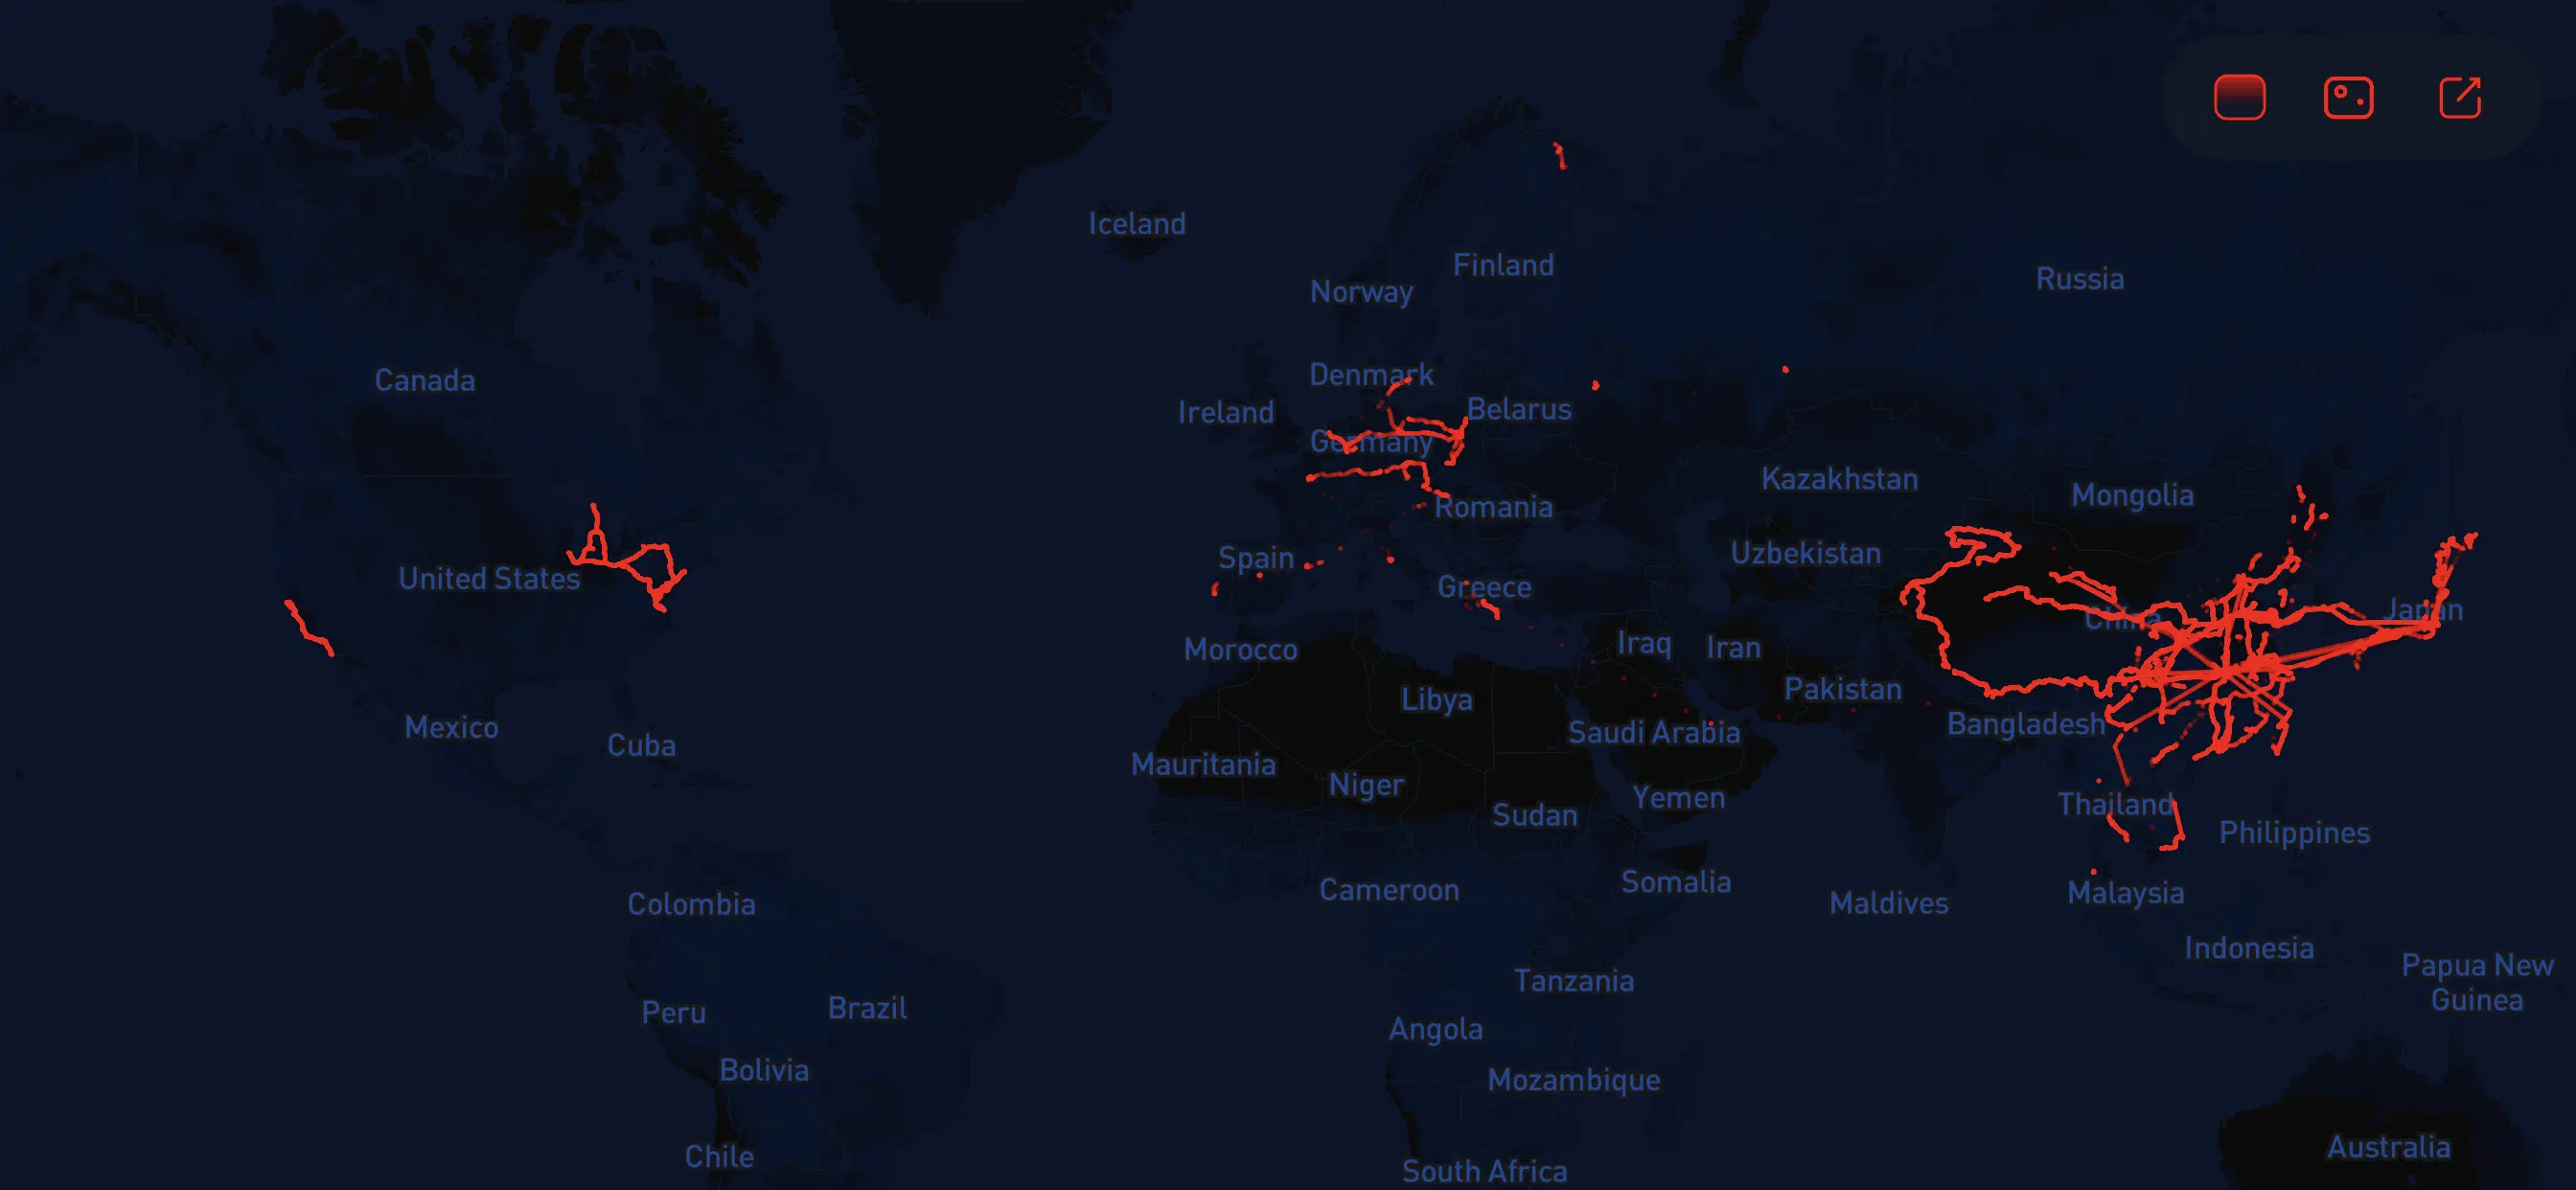 Iceland
Finland
Russia
Norway
Denmark
Canada
Belarus
Ireland
Germany
Kazakhstan
Mongolia
Romania
Uzbekistan
Spain
United States
Greece
Japan
China
Iraq
Iran
Morocco
Pakistan
Libya
Bangladesh
Mexico
Saudi Arabia
Cuba
Mauritania
Niger
Yemen
Thailand
Sudan
Philippines
Somalia
Cameroon
Malaysia
Colombia
Maldives
Indonesia
Papua New
Guinea
Tanzania
Brazil
Peru
Angola
Bolivia
Mozambique
Australia
Chile
South Africa